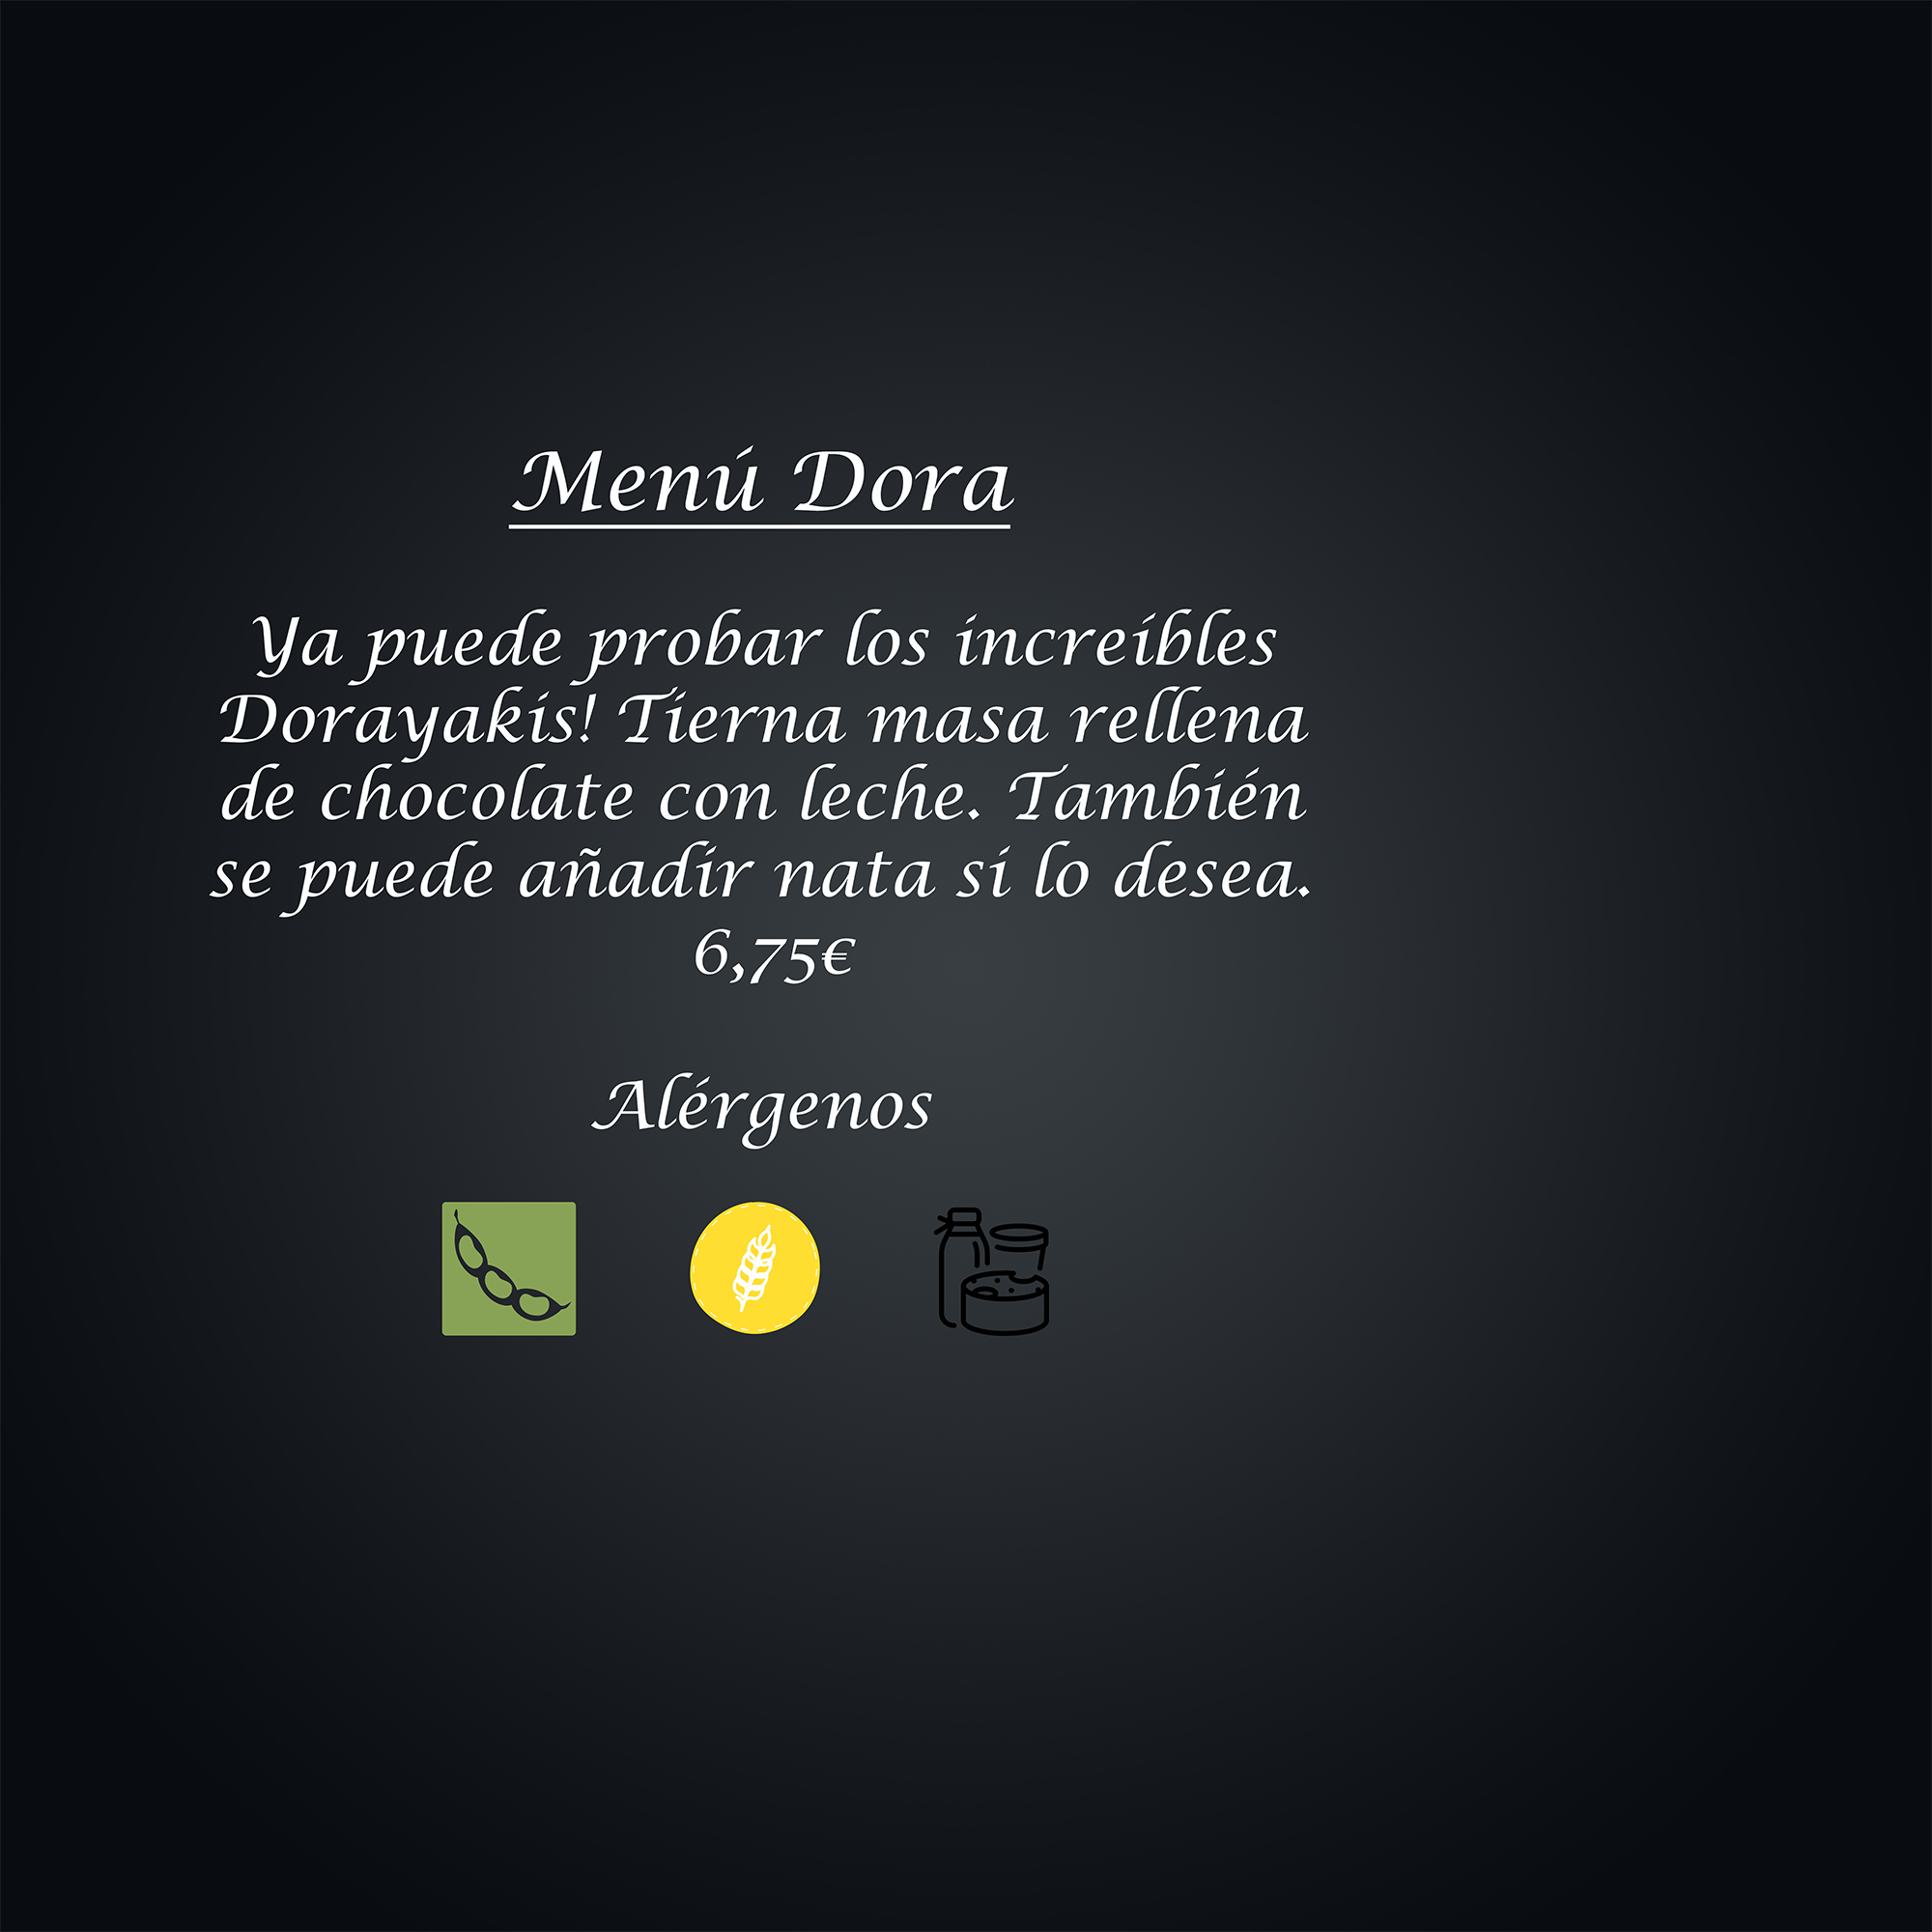 Menú Dora
Ya puede probar los increíbles
Dorayakis! Tierna masa rellena
de chocolate con leche. También
se puede añadir nata si lo desea.
6,75€
Alérgenos